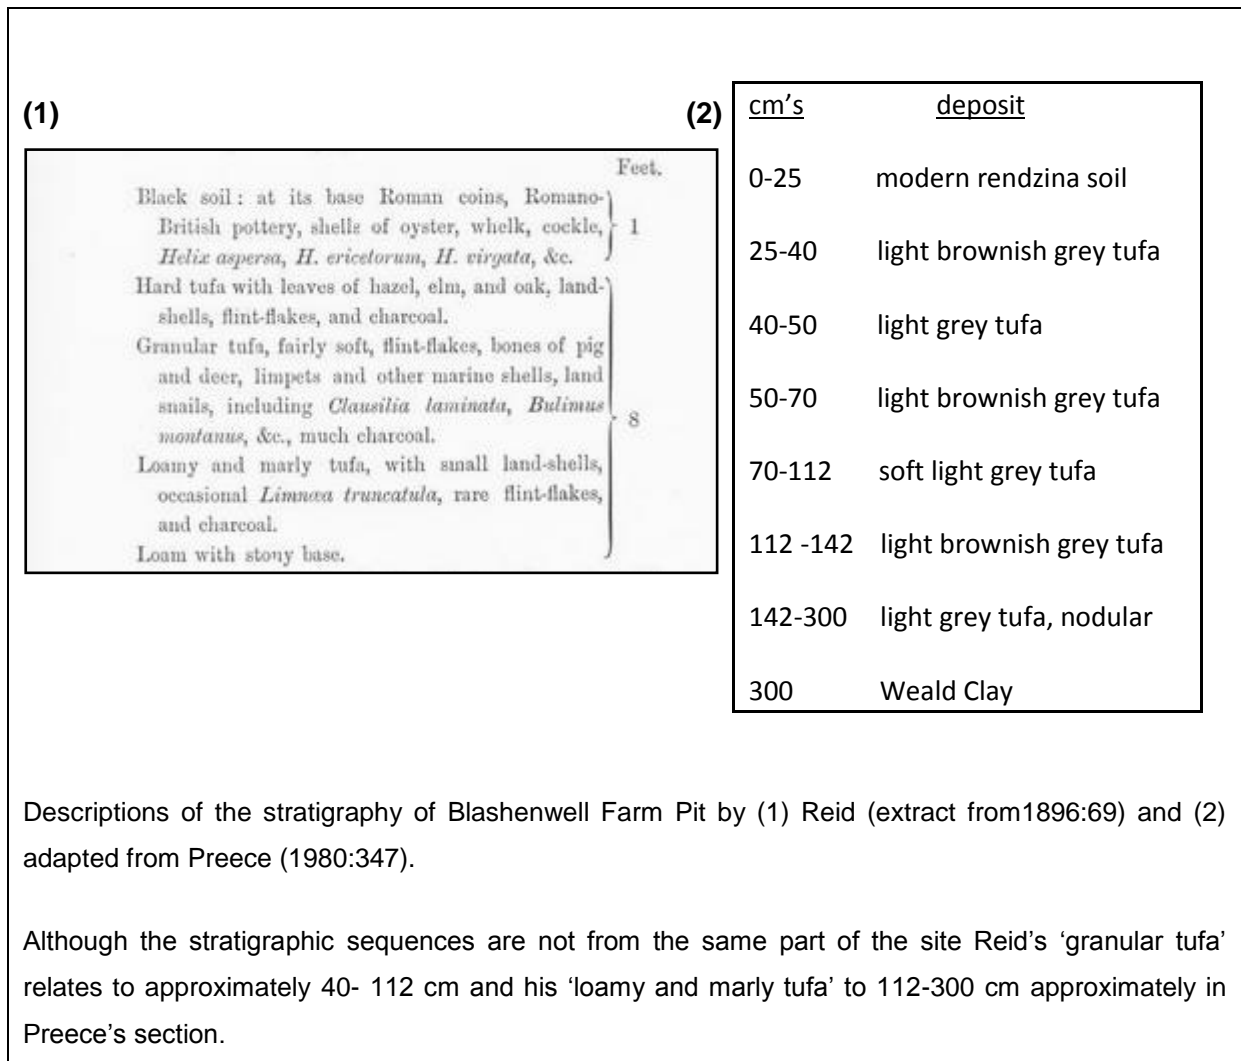 (1)
Feet.
Black soil: at its base Roman coins, Romano-
British pottery, shells of oyster, whelk, cockle,
Helix aspersa, H. ericetorum, H. virgata, &c.
1
Hard tufa with leaves of hazel, elm, and oak, land-
shells, flint-flakes, and charcoal.
Granular tufa, fairly soft, flint-flakes, bones of pig
and deer, limpets and other marine shells, land
snails, including Clausilia laminata, Bulimus
montanus, &c., much charcoal.
8
Loamy and marly tufa, with small land-shells,
occasional Limnæa truncatula, rare flint-flakes,
and charcoal.
Loam with stony base.
(2)
cm's deposit
0-25 modern rendzina soil
25-40 light brownish grey tufa
40-50 light grey tufa
50-70 light brownish grey tufa
70-112 soft light grey tufa
112 -142 light brownish grey tufa
142-300 light grey tufa, nodular
300 Weald Clay
Descriptions of the stratigraphy of Blashenwell Farm Pit by (1) Reid (extract from1896:69) and (2)
adapted from Preece (1980:347).
Although the stratigraphic sequences are not from the same part of the site Reid's 'granular tufa'
relates to approximately 40- 112 cm and his 'loamy and marly tufa' to 112-300 cm approximately in
Preece's section.